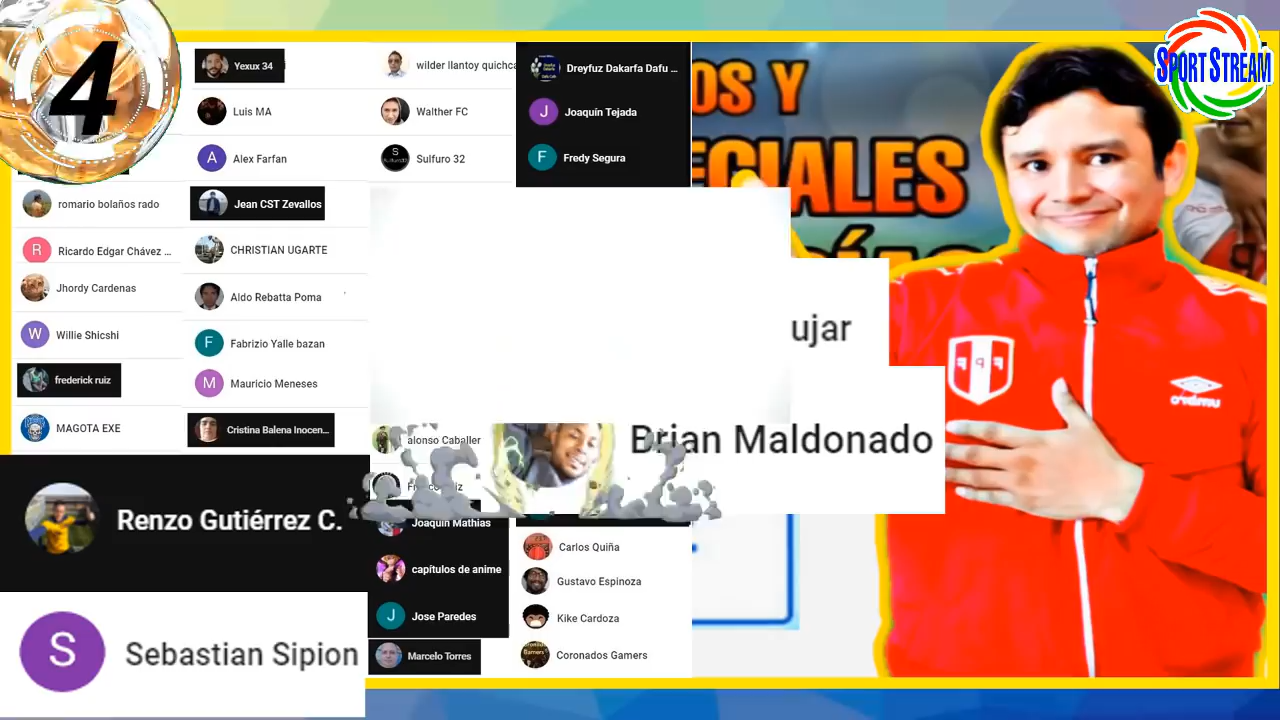 4
SPORT STREAM
Yexux 34
Luis MA
Alex Farfan
romario bolaños rado
Jean CST Zevallos
Ricardo Edgar Chávez ...
CHRISTIAN UGARTE
Jhordy Cardenas
Aldo Rebatta Poma
Willie Shicshi
Fabrizio Yalle bazan
frederick ruiz
Mauricio Meneses
MAGOTA EXE
Cristina Balena Inocen...
wilder llantoy quichca
Walther FC
Sulfuro 32
Dreyfuz Dakarfa Dafu ...
Joaquín Tejada
Fredy Segura
OS Y
ECIALES
ujar
Brian Maldonado
alonso Caballer
Renzo Gutiérrez C.
Sebastian Sipion
Joaquin Mathias
capítulos de anime
Jose Paredes
Marcelo Torres
Carlos Quiña
Gustavo Espinoza
Kike Cardoza
Coronados Gamers
R
W
A
F
M
J
F
S
J
FPF
umbro